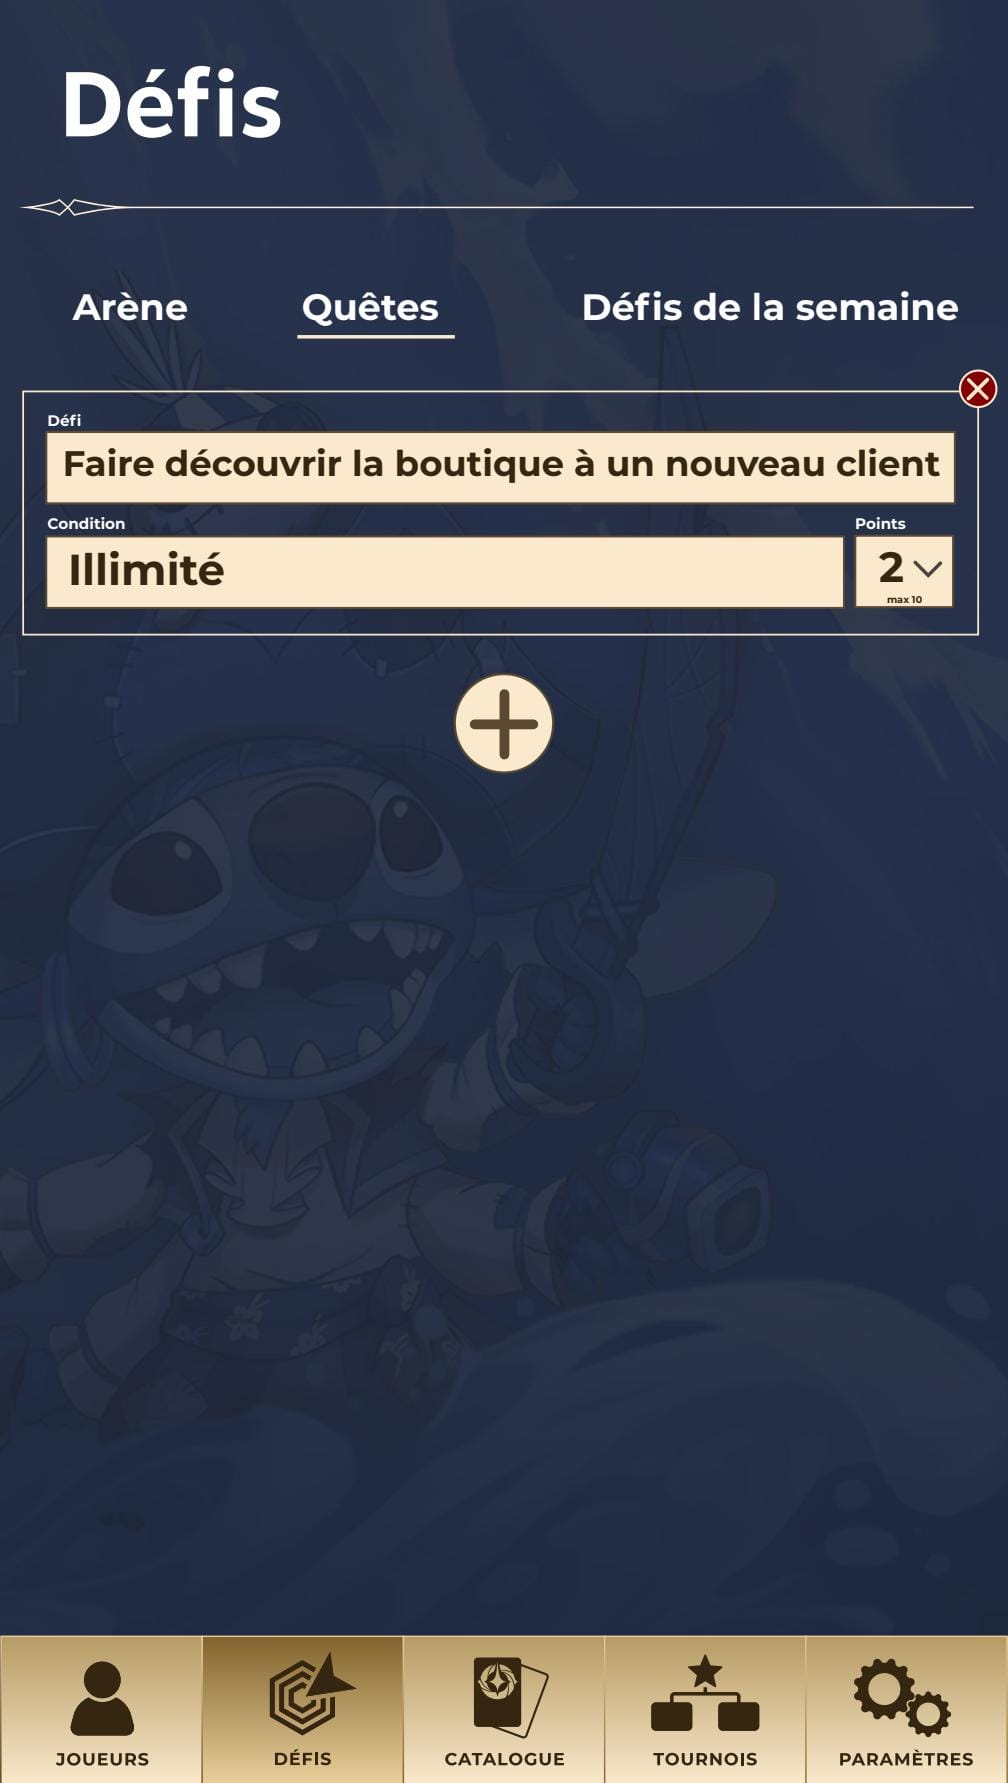 Défis
Arène Quêtes Défis de la semaine
Défi
Faire découvrir la boutique à un nouveau client
Condition Points
Illimité 2
max 10
JOUEURS DÉFIS CATALOGUE TOURNOIS PARAMÈTRES